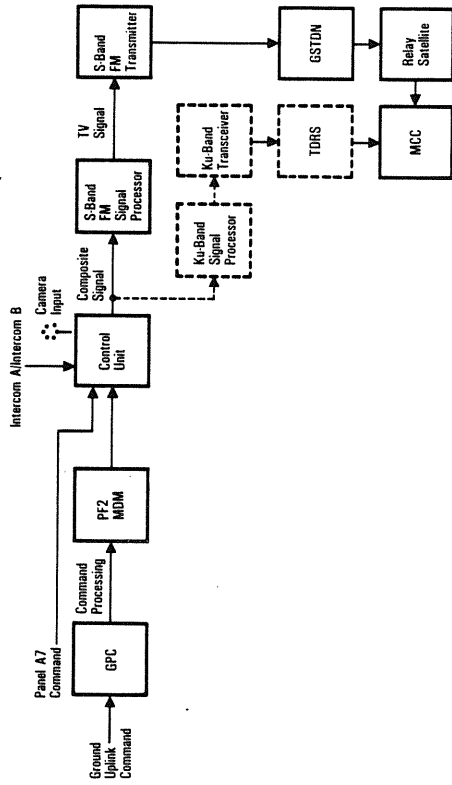 Ground
Uplink
Command
Panel A7
Command
GPC
Command
Processing
PF2
MDM
Intercom A/Intercom B
Camera
Input
Control
Unit
Composite
Signal
S-Band
FM
Signal
Processor
TV
Signal
S-Band
FM
Transmitter
Ku-Band
Signal
Processor
Ku-Band
Transceiver
TDRS
GSTDN
MCC
Relay
Satellite